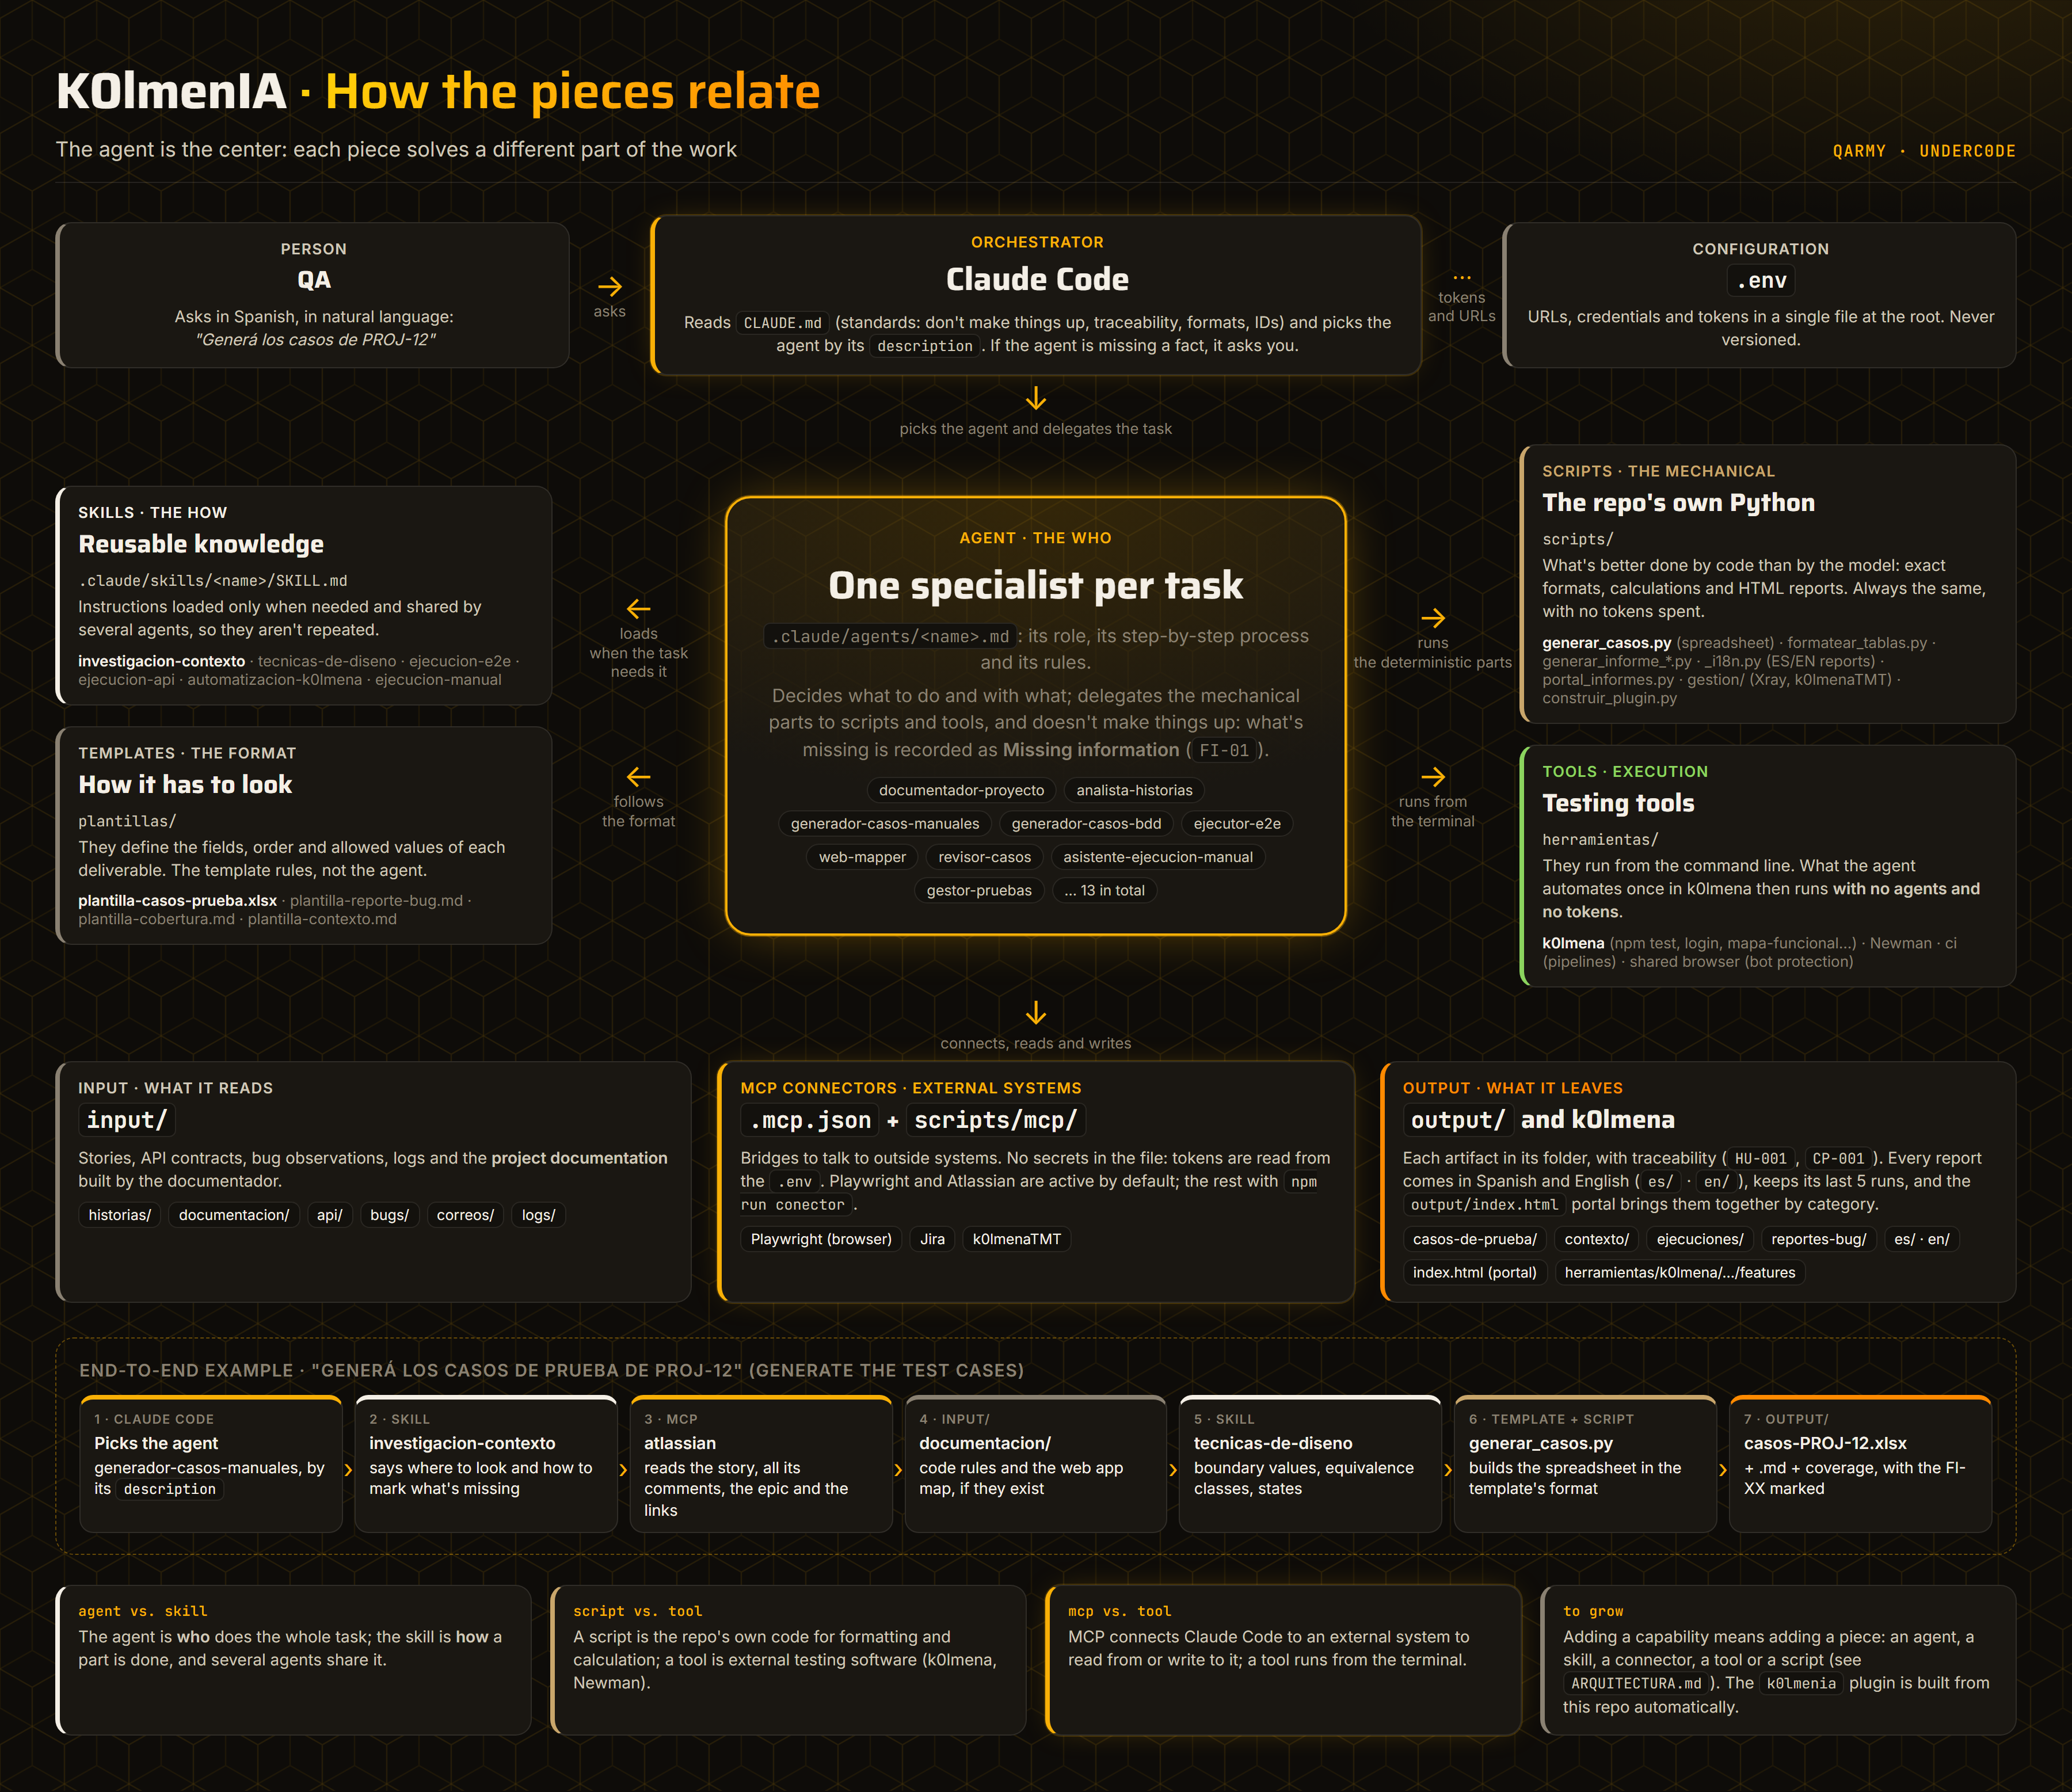 K0lmenIA · How the pieces relate
The agent is the center: each piece solves a different part of the work
QARMY · UNDERC0DE
PERSON
QA
Asks in Spanish, in natural language:
"Generá los casos de PROJ-12"
→
asks
ORCHESTRATOR
Claude Code
Reads CLAUDE.md (standards: don't make things up, traceability, formats, IDs) and picks the
agent by its description. If the agent is missing a fact, it asks you.
···
tokens
and URLs
CONFIGURATION
.env
URLs, credentials and tokens in a single file at the root. Never
versioned.
↓
picks the agent and delegates the task
SKILLS · THE HOW
Reusable knowledge
.claude/skills/<name>/SKILL.md
Instructions loaded only when needed and shared by
several agents, so they aren't repeated.
investigacion-contexto · tecnicas-de-diseno · ejecucion-e2e ·
ejecucion-api · automatizacion-k0lmena · ejecucion-manual
←
loads
when the task
needs it
TEMPLATES · THE FORMAT
How it has to look
plantillas/
They define the fields, order and allowed values of each
deliverable. The template rules, not the agent.
plantilla-casos-prueba.xlsx · plantilla-reporte-bug.md ·
plantilla-cobertura.md · plantilla-contexto.md
←
follows
the format
AGENT · THE WHO
One specialist per task
.claude/agents/<name>.md: its role, its step-by-step process
and its rules.
Decides what to do and with what; delegates the mechanical
parts to scripts and tools, and doesn't make things up: what's
missing is recorded as Missing information (FI-01).
documentador-proyecto analista-historias
generador-casos-manuales generador-casos-bdd ejecutor-e2e
web-mapper revisor-casos asistente-ejecucion-manual
gestor-pruebas ... 13 in total
→
runs
the deterministic parts
SCRIPTS · THE MECHANICAL
The repo's own Python
scripts/
What's better done by code than by the model: exact
formats, calculations and HTML reports. Always the same,
with no tokens spent.
generar_casos.py (spreadsheet) · formatear_tablas.py ·
generar_informe_*.py · _i18n.py (ES/EN reports) ·
portal_informes.py · gestion/ (Xray, k0lmenaTMT) ·
construir_plugin.py
→
runs from
the terminal
TOOLS · EXECUTION
Testing tools
herramientas/
They run from the command line. What the agent
automates once in k0lmena then runs with no agents and
no tokens.
k0lmena (npm test, login, mapa-funcional...) · Newman · ci
(pipelines) · shared browser (bot protection)
↓
connects, reads and writes
INPUT · WHAT IT READS
input/
Stories, API contracts, bug observations, logs and the project documentation
built by the documentador.
historias/ documentacion/ api/ bugs/ correos/ logs/
MCP CONNECTORS · EXTERNAL SYSTEMS
.mcp.json + scripts/mcp/
Bridges to talk to outside systems. No secrets in the file: tokens are read from
the .env. Playwright and Atlassian are active by default; the rest with npm
run conector.
Playwright (browser) Jira k0lmenaTMT
OUTPUT · WHAT IT LEAVES
output/ and k0lmena
Each artifact in its folder, with traceability (HU-001, CP-001). Every report
comes in Spanish and English (es/ · en/), keeps its last 5 runs, and the
output/index.html portal brings them together by category.
casos-de-prueba/ contexto/ ejecuciones/ reportes-bug/ es/ · en/
index.html (portal) herramientas/k0lmena/.../features
END-TO-END EXAMPLE · "GENERÁ LOS CASOS DE PRUEBA DE PROJ-12" (GENERATE THE TEST CASES)
1 · CLAUDE CODE
Picks the agent
generador-casos-manuales, by
its description
›
2 · SKILL
investigacion-contexto
says where to look and how to
mark what's missing
›
3 · MCP
atlassian
reads the story, all its
comments, the epic and the
links
›
4 · INPUT/
documentacion/
code rules and the web app
map, if they exist
›
5 · SKILL
tecnicas-de-diseno
boundary values, equivalence
classes, states
›
6 · TEMPLATE + SCRIPT
generar_casos.py
builds the spreadsheet in the
template's format
›
7 · OUTPUT/
casos-PROJ-12.xlsx
+ .md + coverage, with the FI-
XX marked
agent vs. skill
The agent is who does the whole task; the skill is how a
part is done, and several agents share it.
script vs. tool
A script is the repo's own code for formatting and
calculation; a tool is external testing software (k0lmena,
Newman).
mcp vs. tool
MCP connects Claude Code to an external system to
read from or write to it; a tool runs from the terminal.
to grow
Adding a capability means adding a piece: an agent, a
skill, a connector, a tool or a script (see
ARQUITECTURA.md). The k0lmenia plugin is built from
this repo automatically.